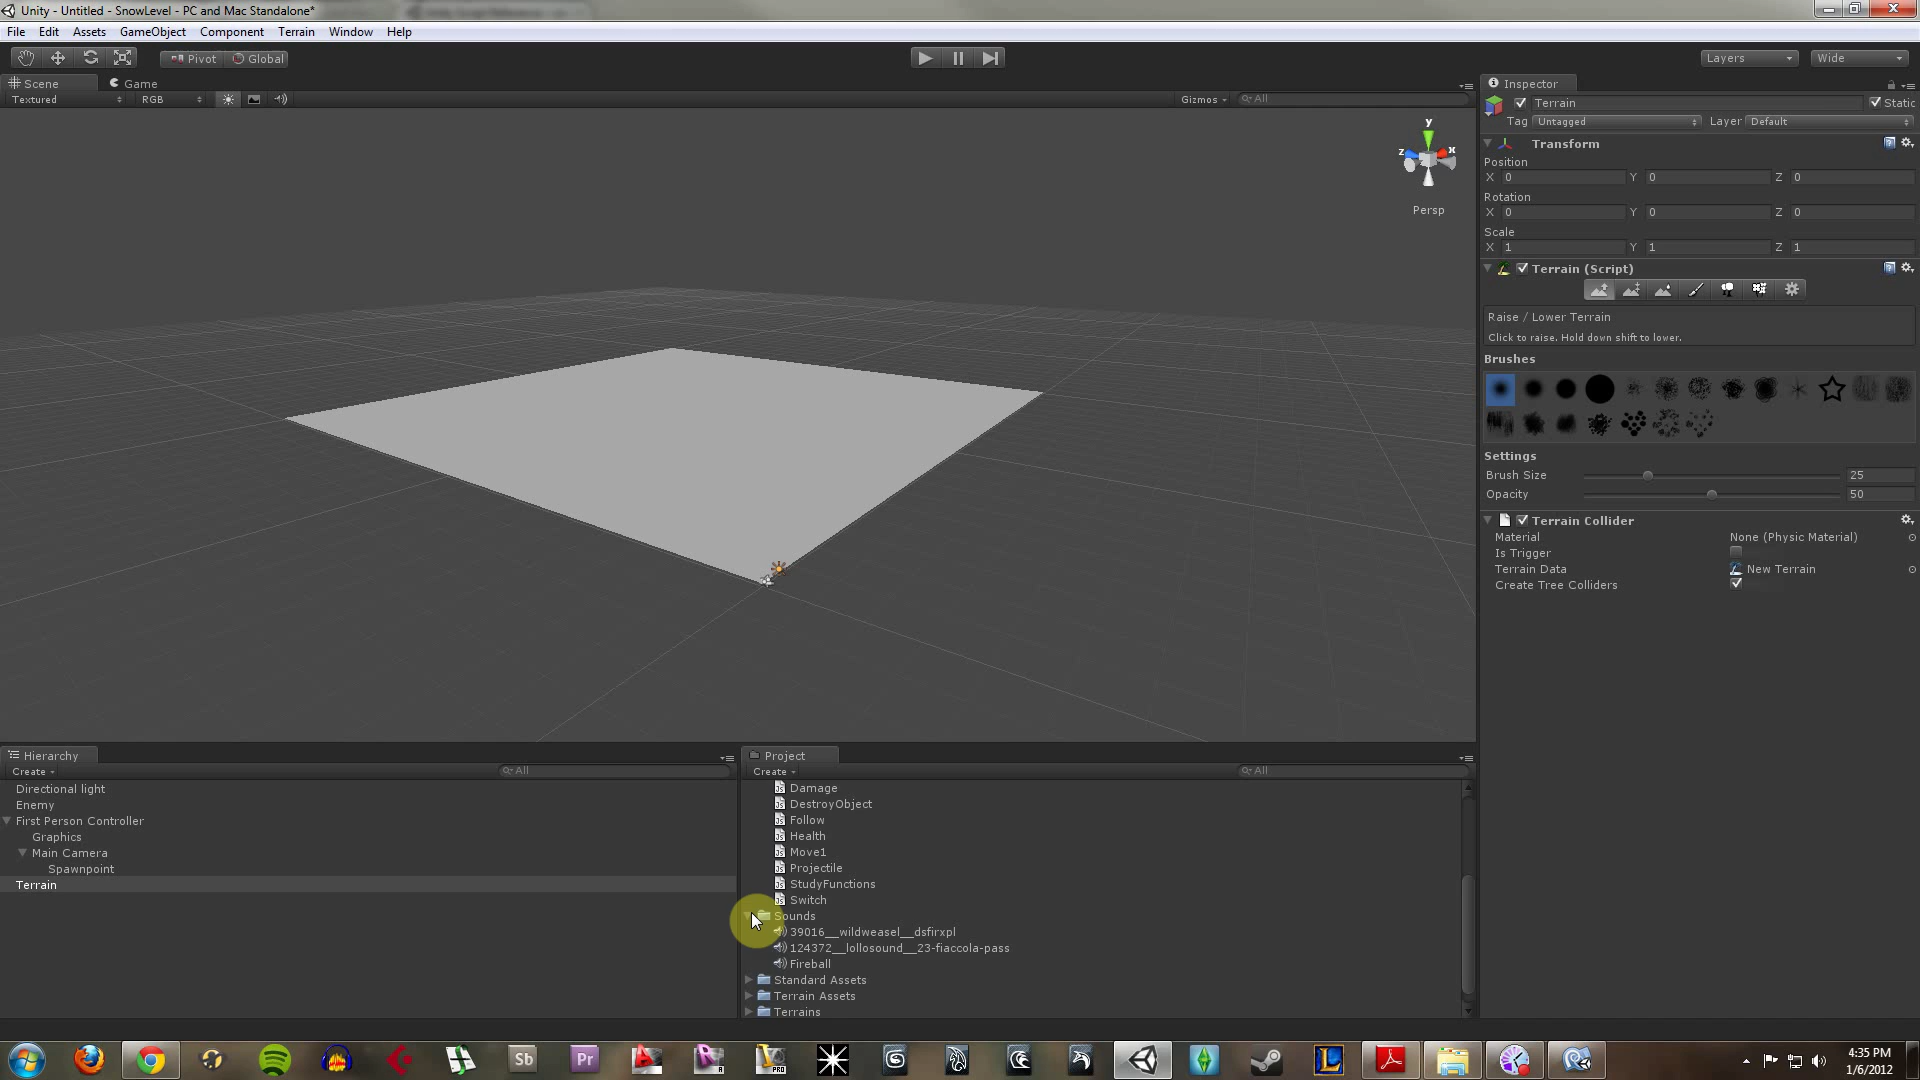 Unity - Untitled - SnowLevel - PC and Mac Standalone*
File Edit Assets GameObject Component Terrain Window Help
Pivot Global Layers Wide
Scene Game
Textured RGB Gizmos All
y
z x
Persp
Inspector
Terrain Static
Tag Untagged Layer Default
Transform
Position
X 0 Y 0 Z 0
Rotation
X 0 Y 0 Z 0
Scale
X 1 Y 1 Z 1
Terrain (Script)
Raise / Lower Terrain
Click to raise. Hold down shift to lower.
Brushes
Settings
Brush Size 25
Opacity 50
Terrain Collider
Material None (Physic Material)
Is Trigger
Terrain Data New Terrain
Create Tree Colliders
Hierarchy
Create All
Directional light
Enemy
First Person Controller
Graphics
Main Camera
Spawnpoint
Terrain
Project
Create All
Damage
DestroyObject
Follow
Health
Move1
Projectile
StudyFunctions
Switch
Sounds
39016__wildweasel__dsfirxpl
124372__lollosound__23-fiaccola-pass
Fireball
Standard Assets
Terrain Assets
Terrains
Sb Pr PRO L
4:35 PM
1/6/2012